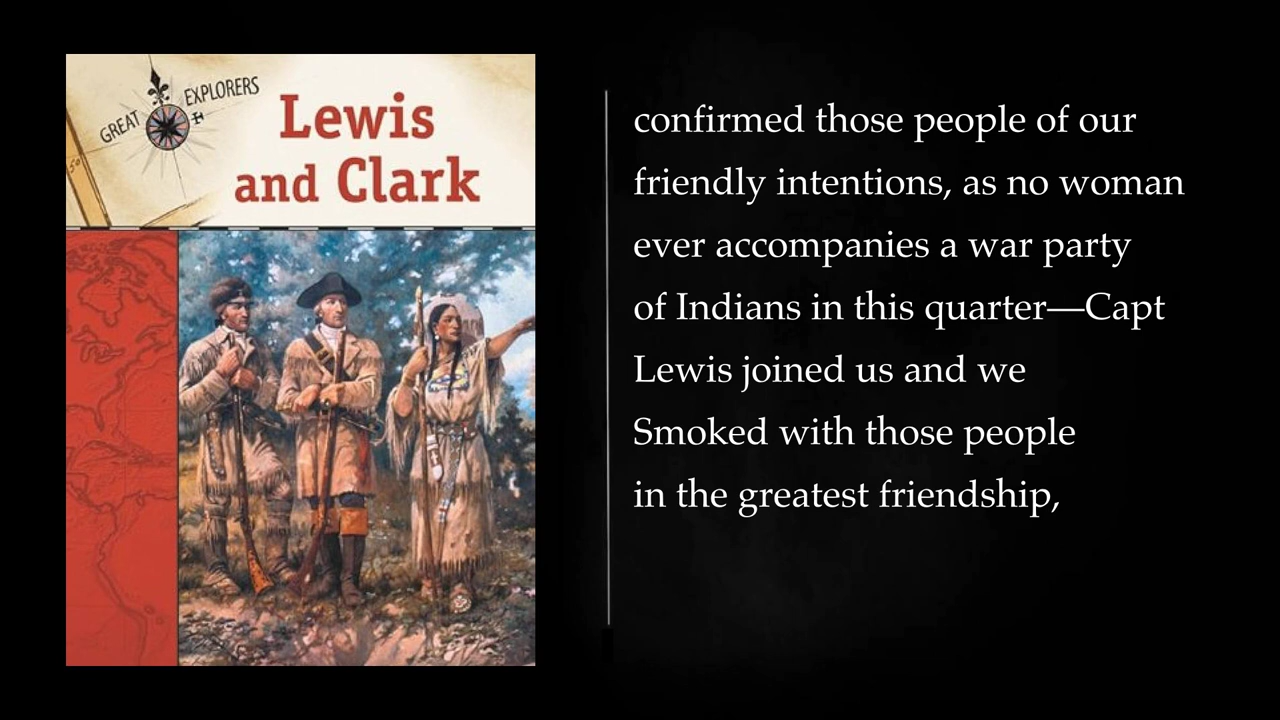 GREAT EXPLORERS
Lewis
and Clark
confirmed those people of our
friendly intentions, as no woman
ever accompanies a war party
of Indians in this quarter—Capt
Lewis joined us and we
Smoked with those people
in the greatest friendship,